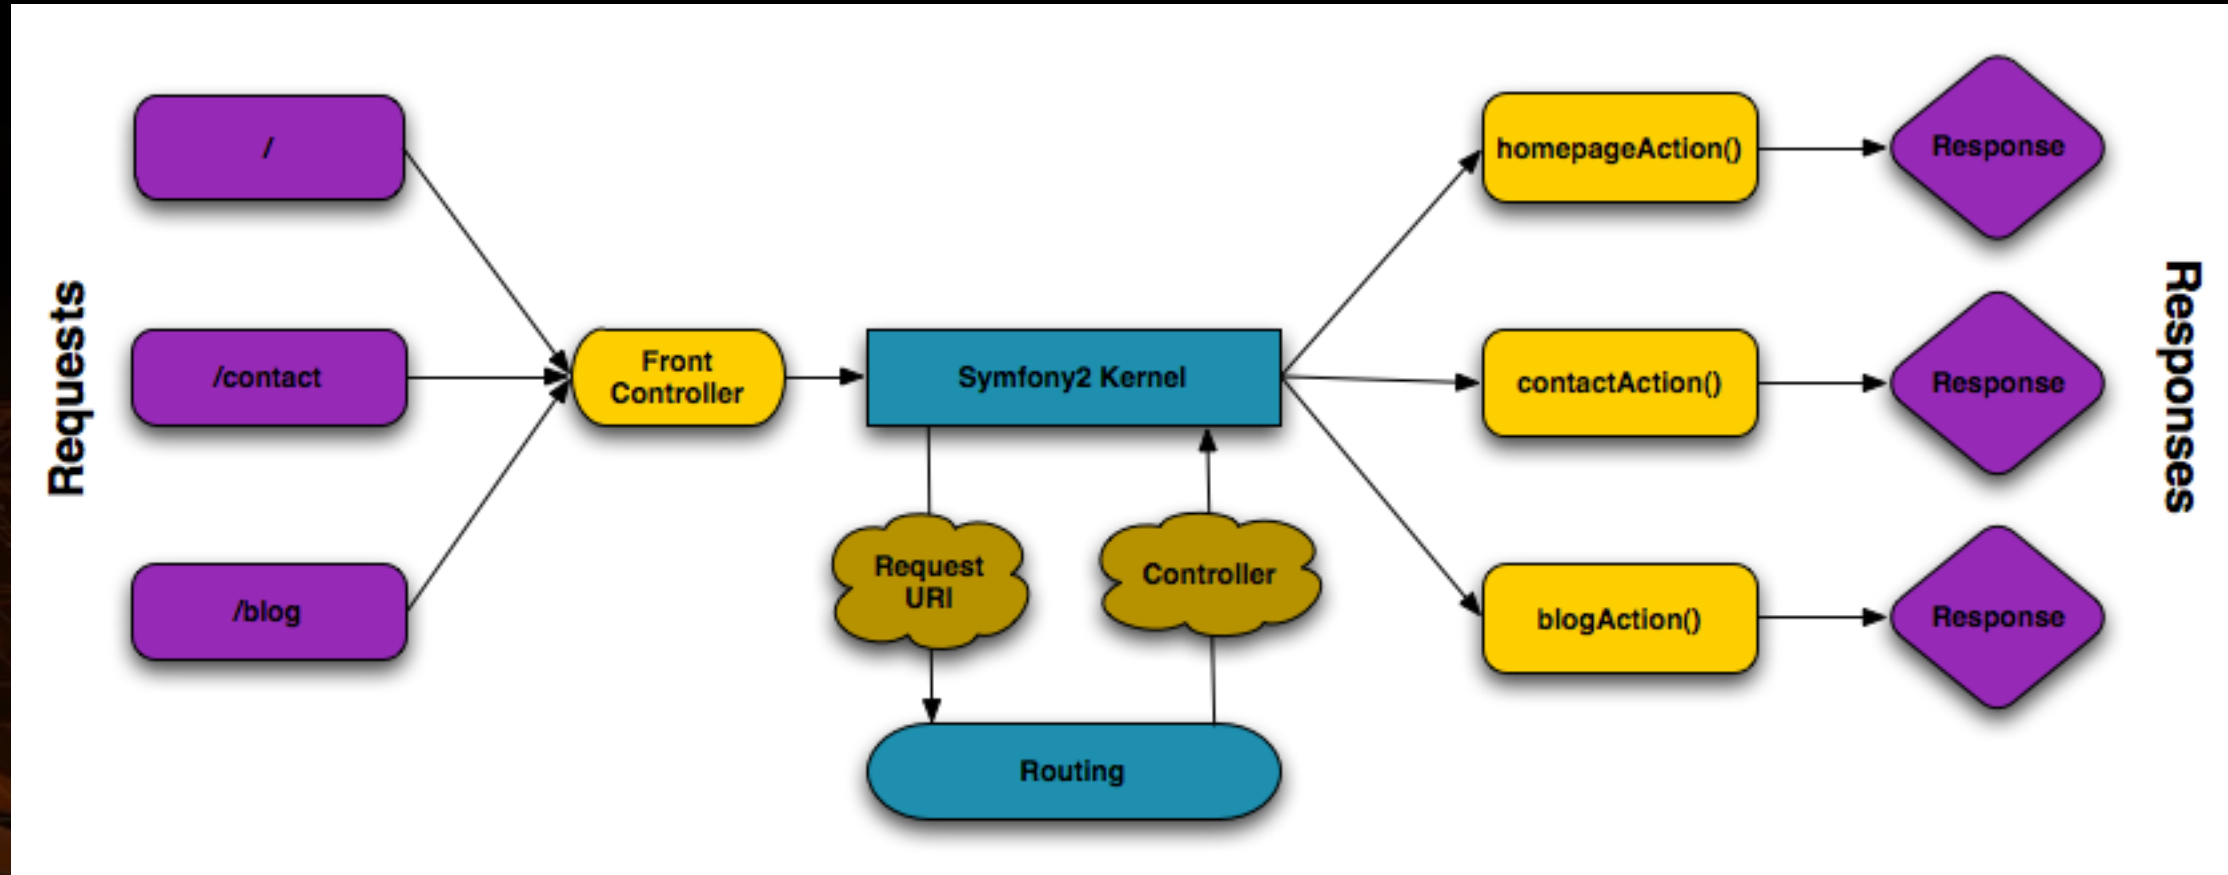 Requests
/
/contact
/blog
Front
Controller
Symfony2 Kernel
Request
URI
Controller
Routing
homepageAction()
contactAction()
blogAction()
Response
Response
Response
Responses